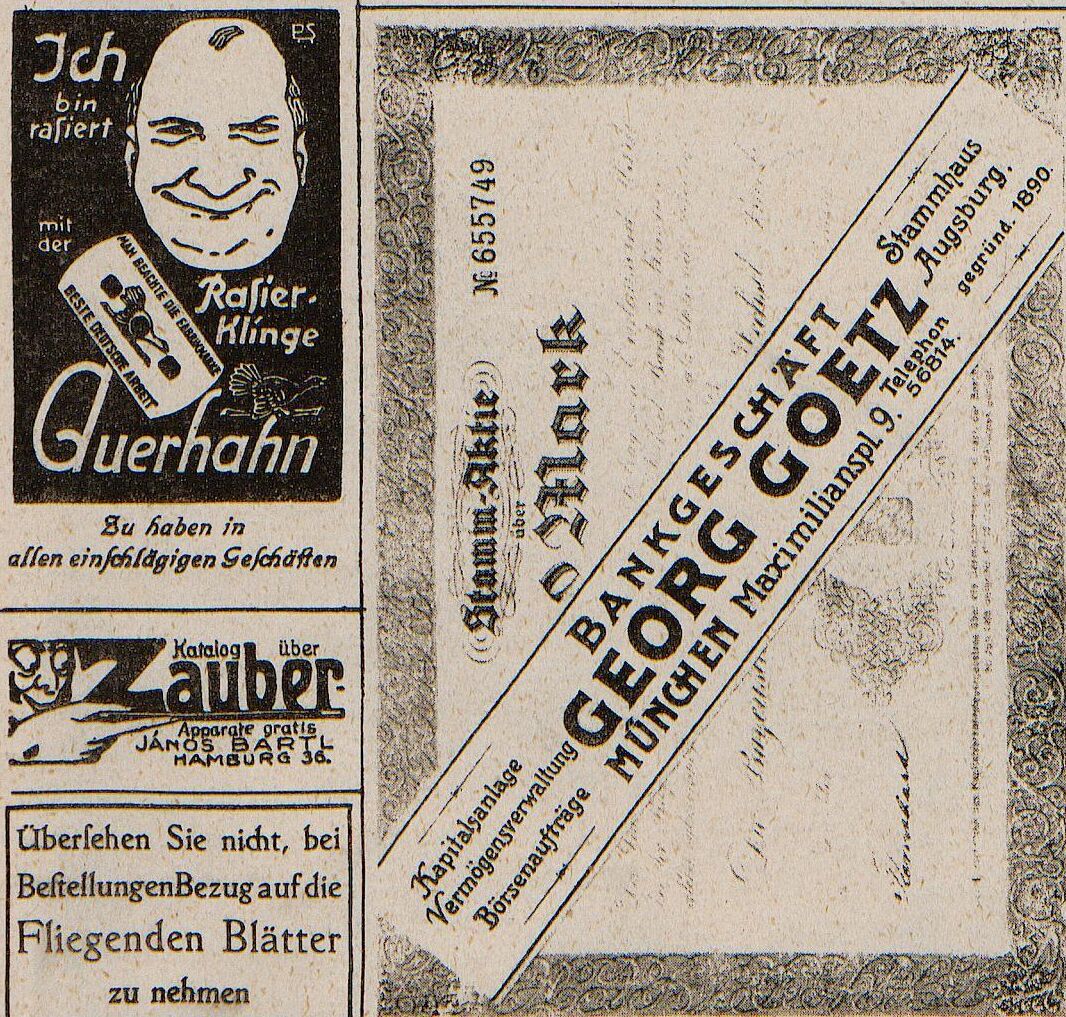 Ich
bin
raſiert
PS
mit
der
MAN BEACHTE DIE
BESTE DEUTSCHE ARBEIT
Raſier-
Klinge
Auerhahn
Zu haben in
allen einſchlägigen Geſchäften
Katalog über
Zauber-
Apparate gratis
JÁNOS BARTL
HAMBURG 36.
Überſehen Sie nicht, bei
Beſtellungen Bezug auf die
Fliegenden Blätter
zu nehmen
№ 655749
Stamm-Aktie
über
Mark
BANKGESCHÄFT
GEORG GOETZ
MÜNCHEN Maximilianspl. 9. Telephon
56814.
Stammhaus
Augsburg.
gegründ. 1890.
Kapitalsanlage
Vermögensverwaltung
Börsenaufträge